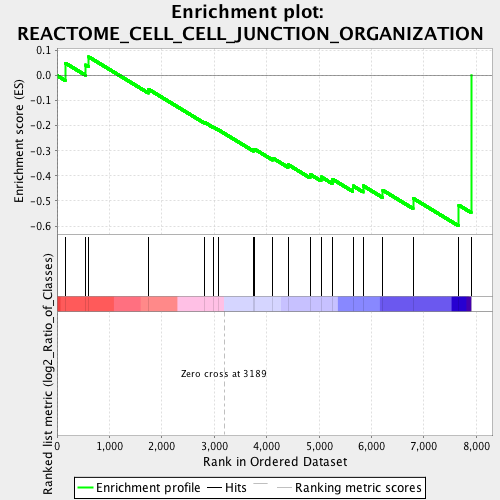 Enrichment plot:
REACTOME_CELL_CELL_JUNCTION_ORGANIZATION
Enrichment score (ES)
0.1
0.0
-0.1
-0.2
-0.3
-0.4
-0.5
-0.6
Ranked list metric (log2_Ratio_of_Classes)
Zero cross at 3189
0 1,000 2,000 3,000 4,000 5,000 6,000 7,000 8,000
Rank in Ordered Dataset
Enrichment profile Hits Ranking metric scores